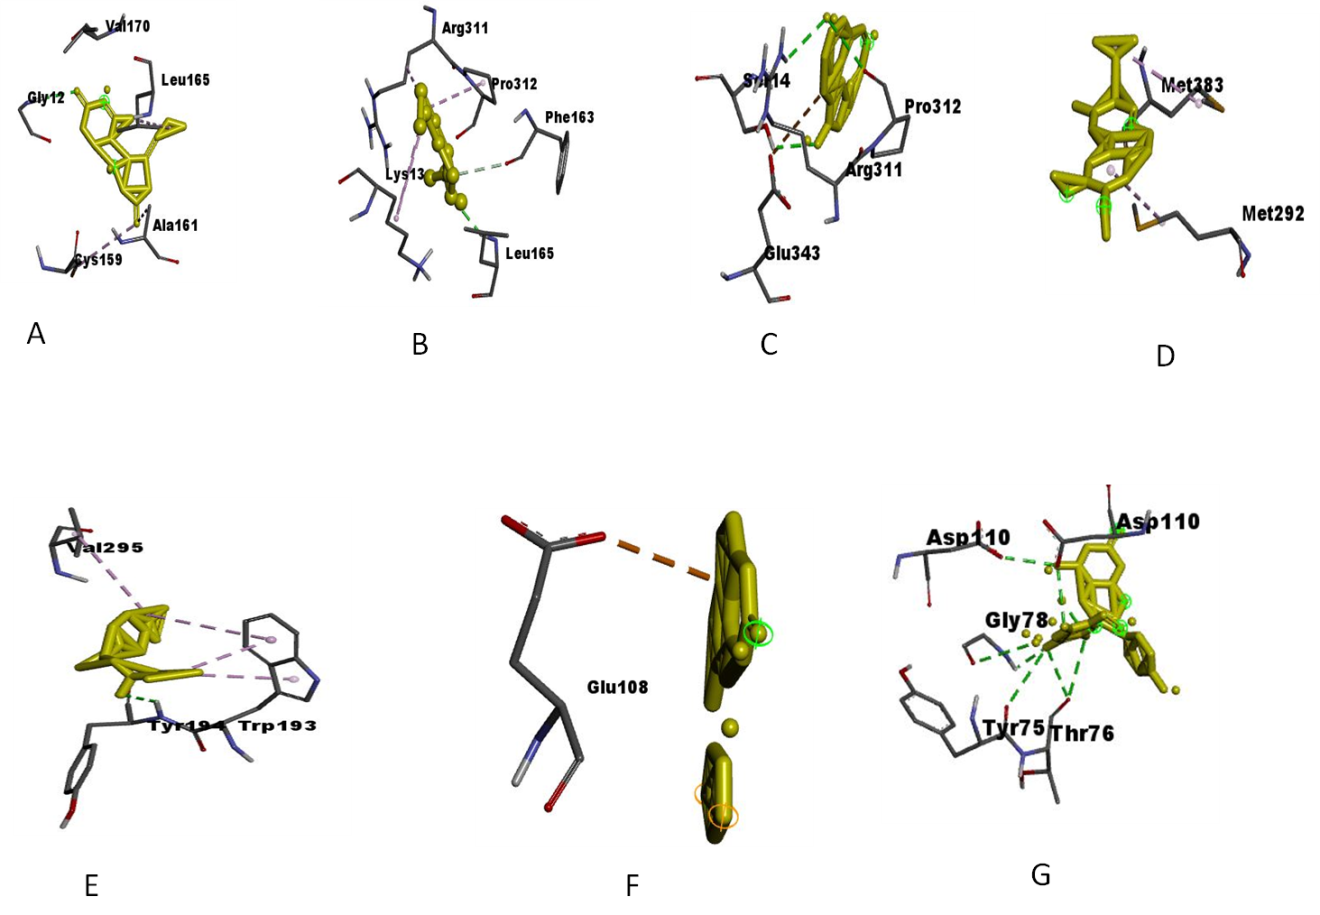 Val170
Leu165
Gly12
Ala161
Cys159
A
Arg311
Pro312
Phe163
Lys13
Leu165
B
Pro312
Arg311
Glu343
C
Met383
Met292
D
Val295
Tyr194 Trp193
E
Glu108
F
Asp110
Asp110
Gly78
Tyr75
Thr76
G